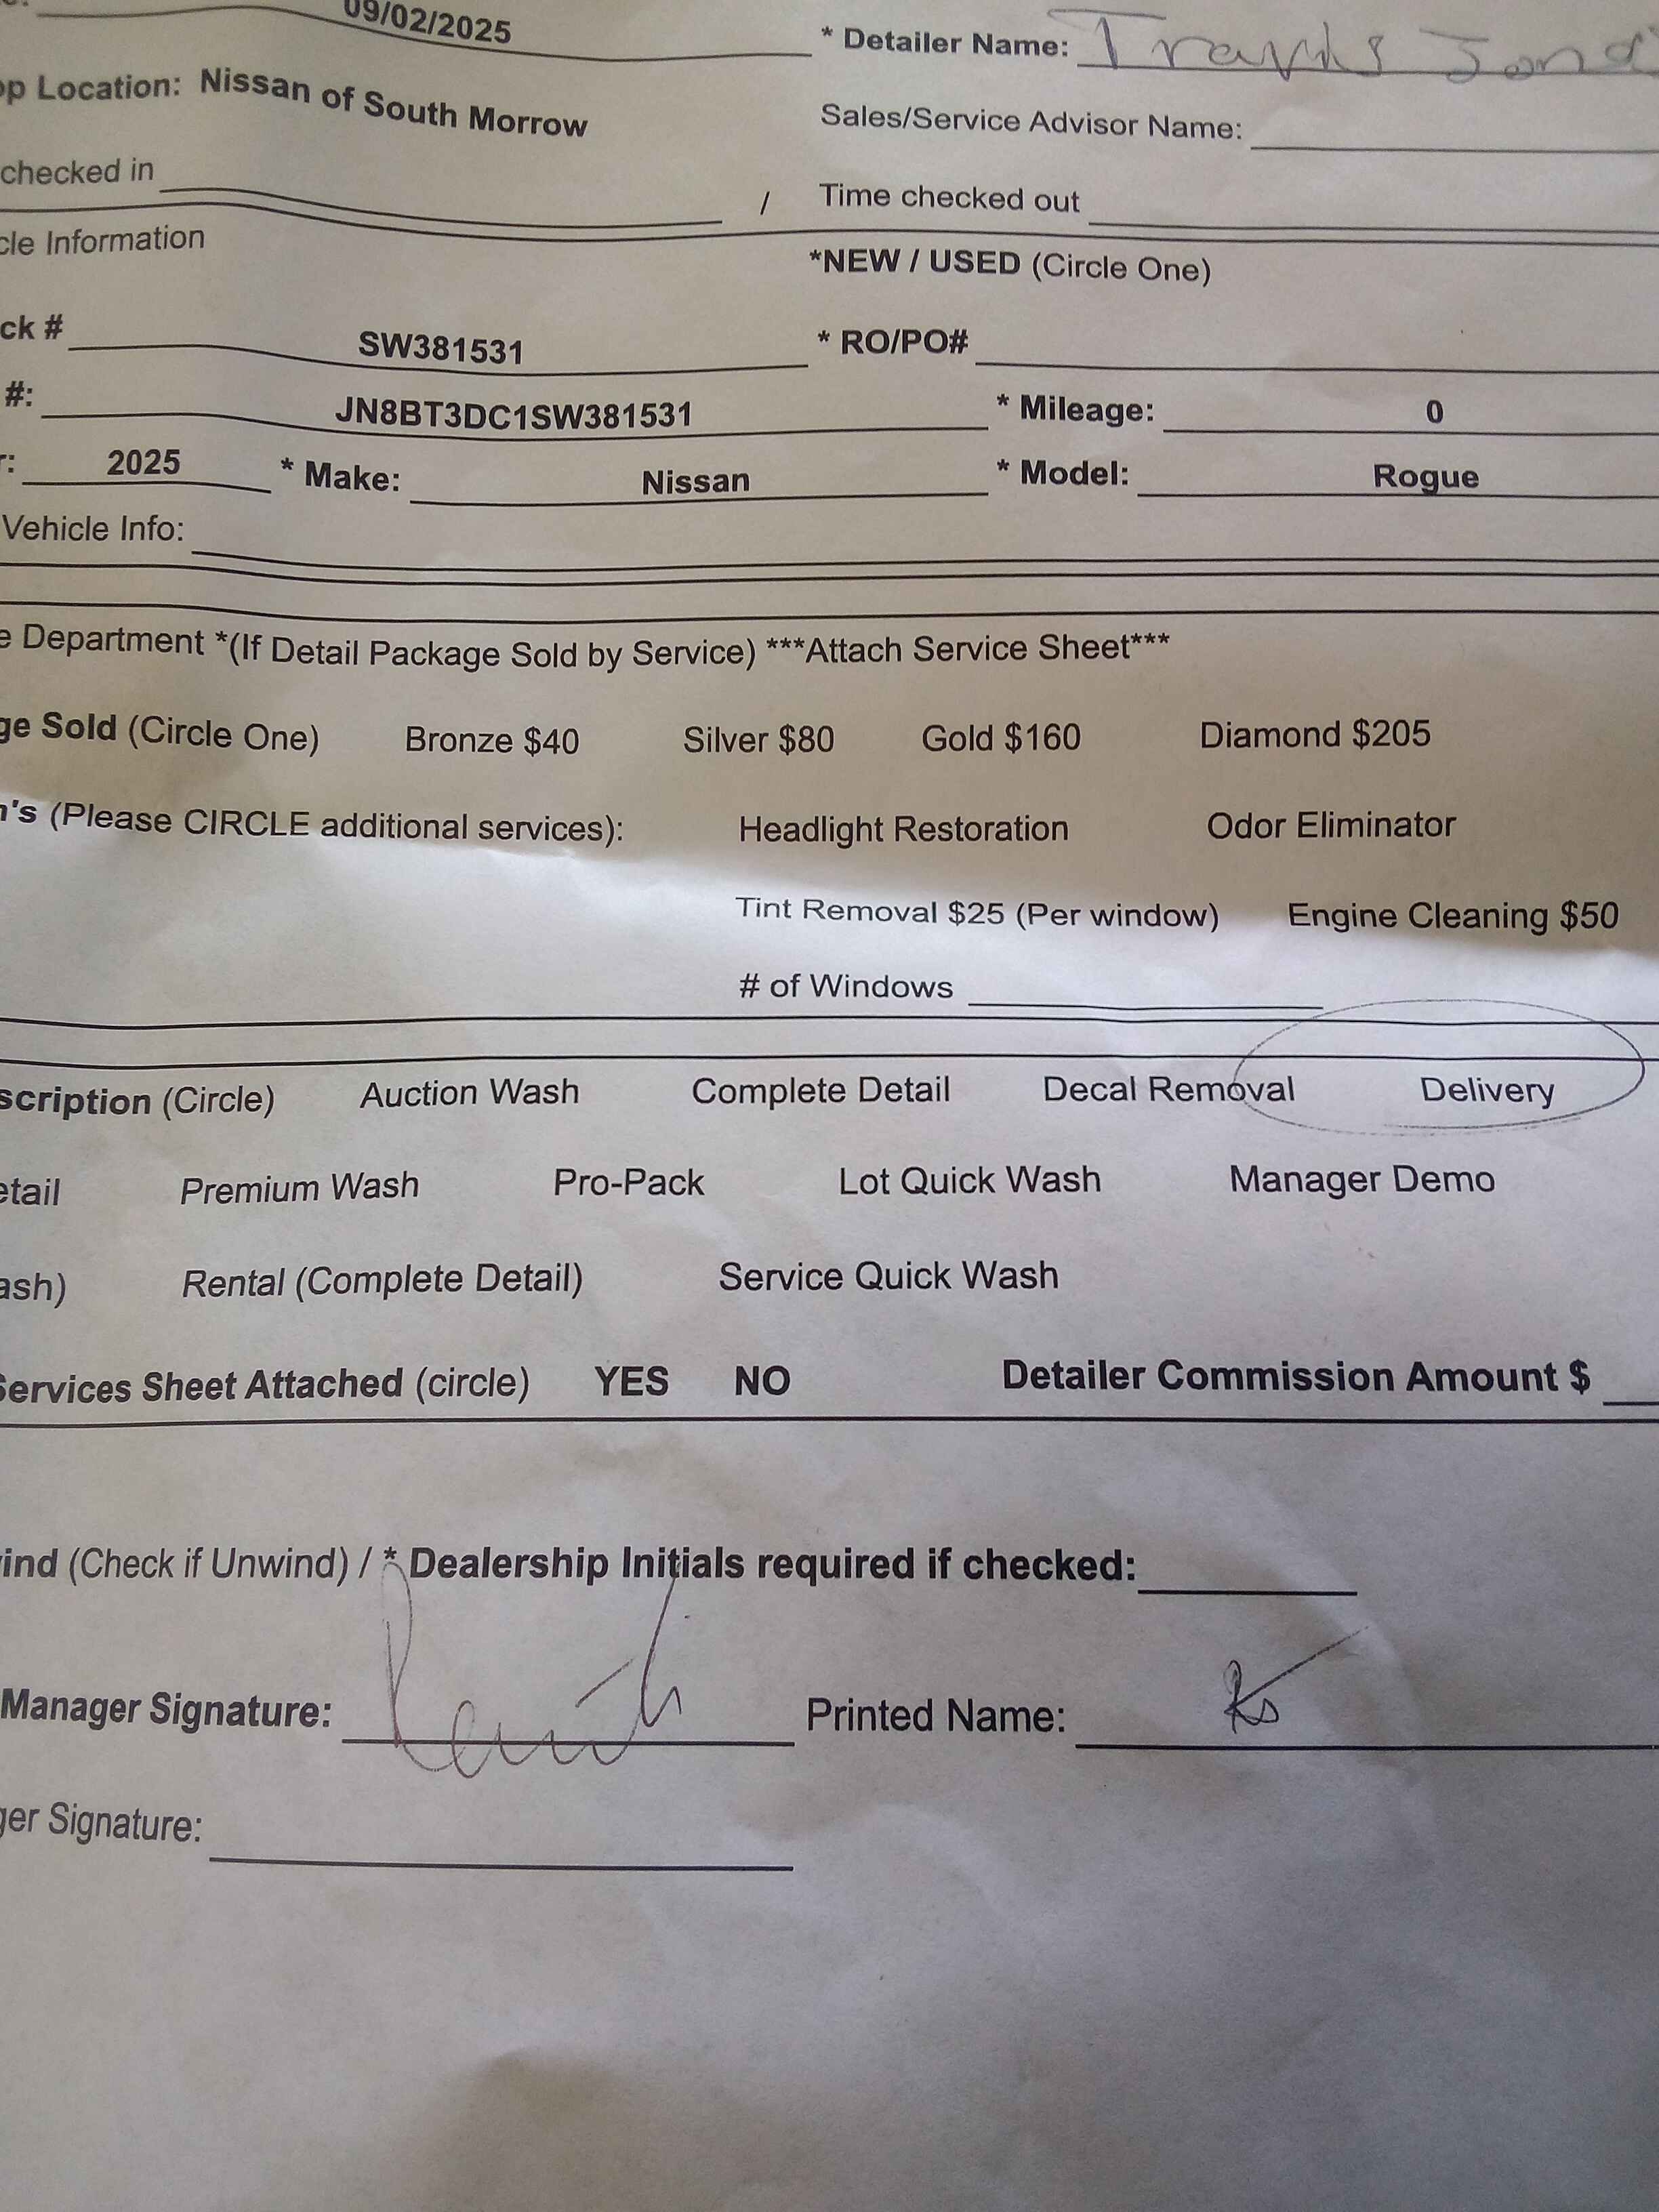 09/02/2025
* Detailer Name: Travis
op Location: Nissan of South Morrow
Sales/Service Advisor Name:
checked in / Time checked out
cle Information
*NEW / USED (Circle One)
ck # SW381531 * RO/PO#
#: JN8BT3DC1SW381531 * Mileage: 0
r: 2025 * Make: Nissan * Model: Rogue
Vehicle Info:
e Department *(If Detail Package Sold by Service) ***Attach Service Sheet***
ge Sold (Circle One) Bronze $40 Silver $80 Gold $160 Diamond $205
n's (Please CIRCLE additional services): Headlight Restoration Odor Eliminator
Tint Removal $25 (Per window) Engine Cleaning $50
# of Windows
scription (Circle) Auction Wash Complete Detail Decal Removal Delivery
etail Premium Wash Pro-Pack Lot Quick Wash Manager Demo
ash) Rental (Complete Detail) Service Quick Wash
Services Sheet Attached (circle) YES NO Detailer Commission Amount $
ind (Check if Unwind) / * Dealership Initials required if checked:
Manager Signature: Printed Name:
ger Signature: